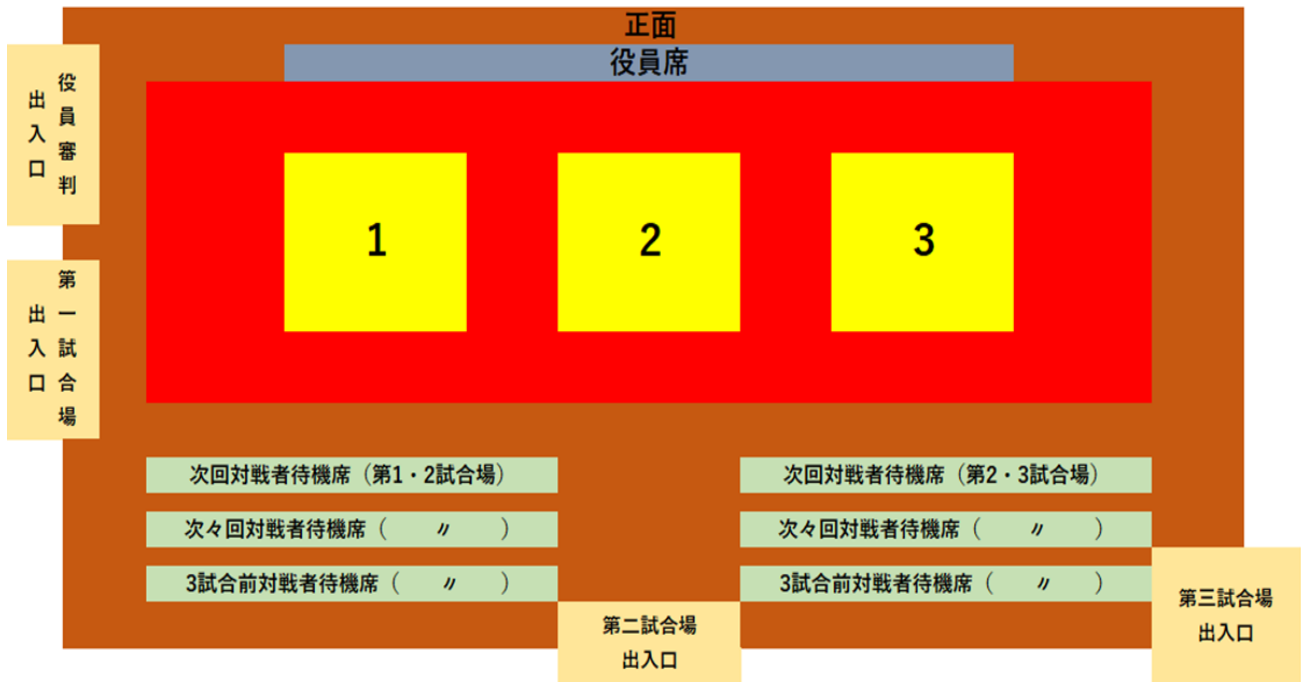 正面
役員席
役員審判
出入口
1
2
3
第一試合場
出入口
次回対戦者待機席（第1・2試合場）
次々回対戦者待機席（　　〃　　）
3試合前対戦者待機席（　　〃　　）
次回対戦者待機席（第2・3試合場）
次々回対戦者待機席（　　〃　　）
3試合前対戦者待機席（　　〃　　）
第二試合場
出入口
第三試合場
出入口